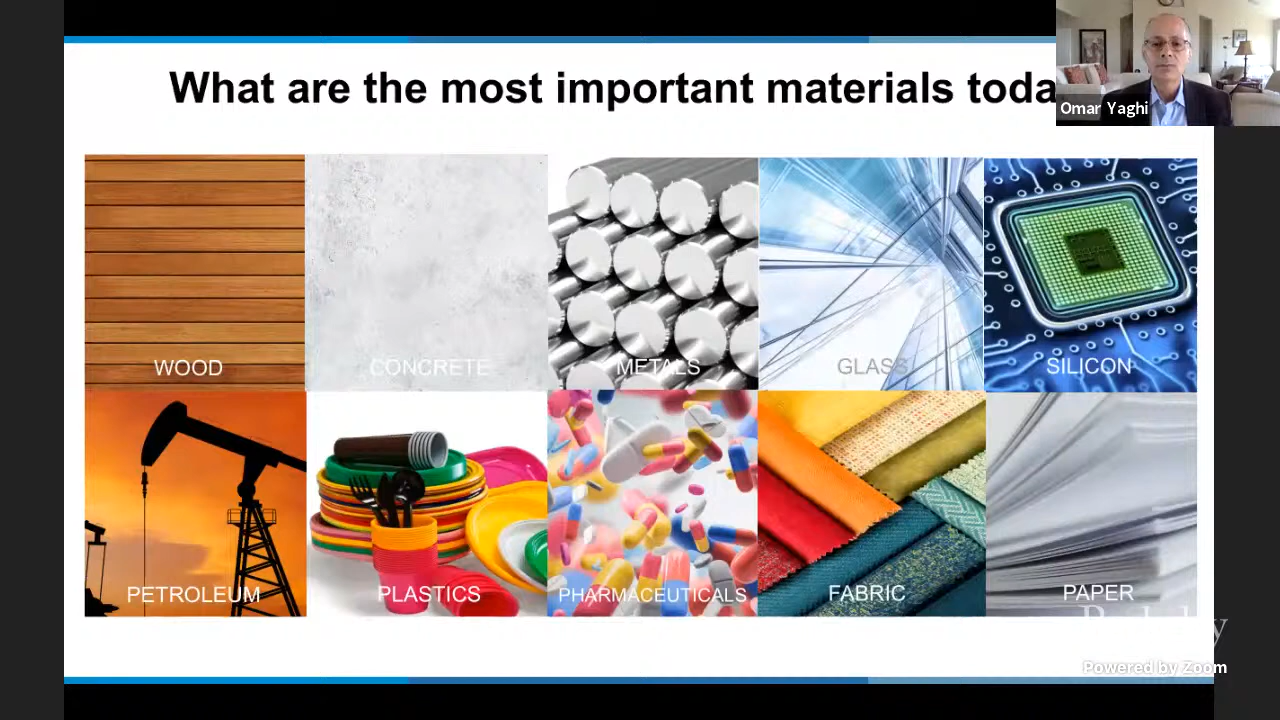 What are the most important materials toda
Omar Yaghi
WOOD
CONCRETE
METALS
GLASS
SILICON
PETROLEUM
PLASTICS
PHARMACEUTICALS
FABRIC
PAPER
Powered by Zoom